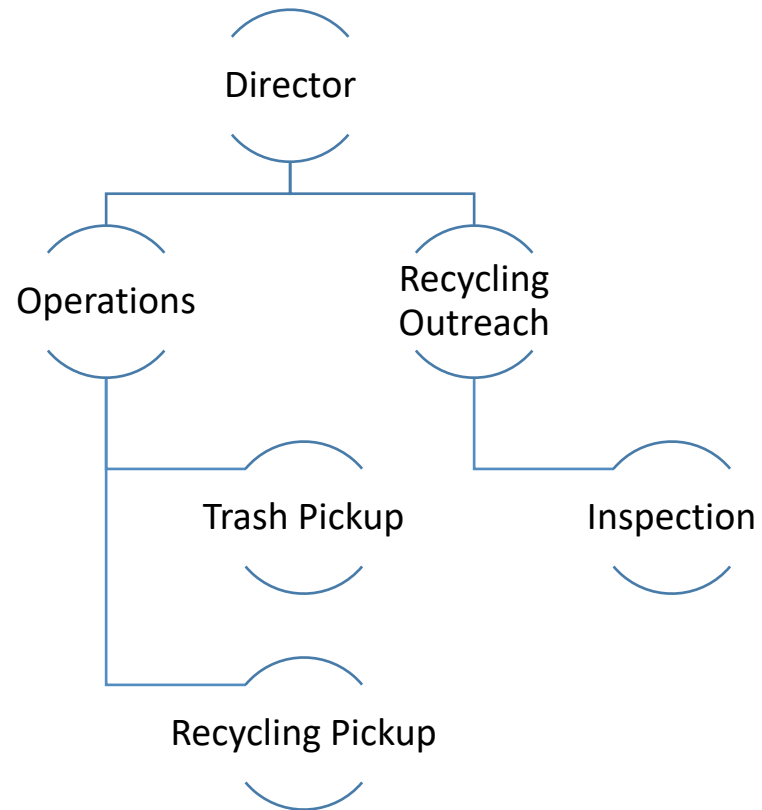 Director
Operations
Recycling
Outreach
Trash Pickup
Inspection
Recycling Pickup